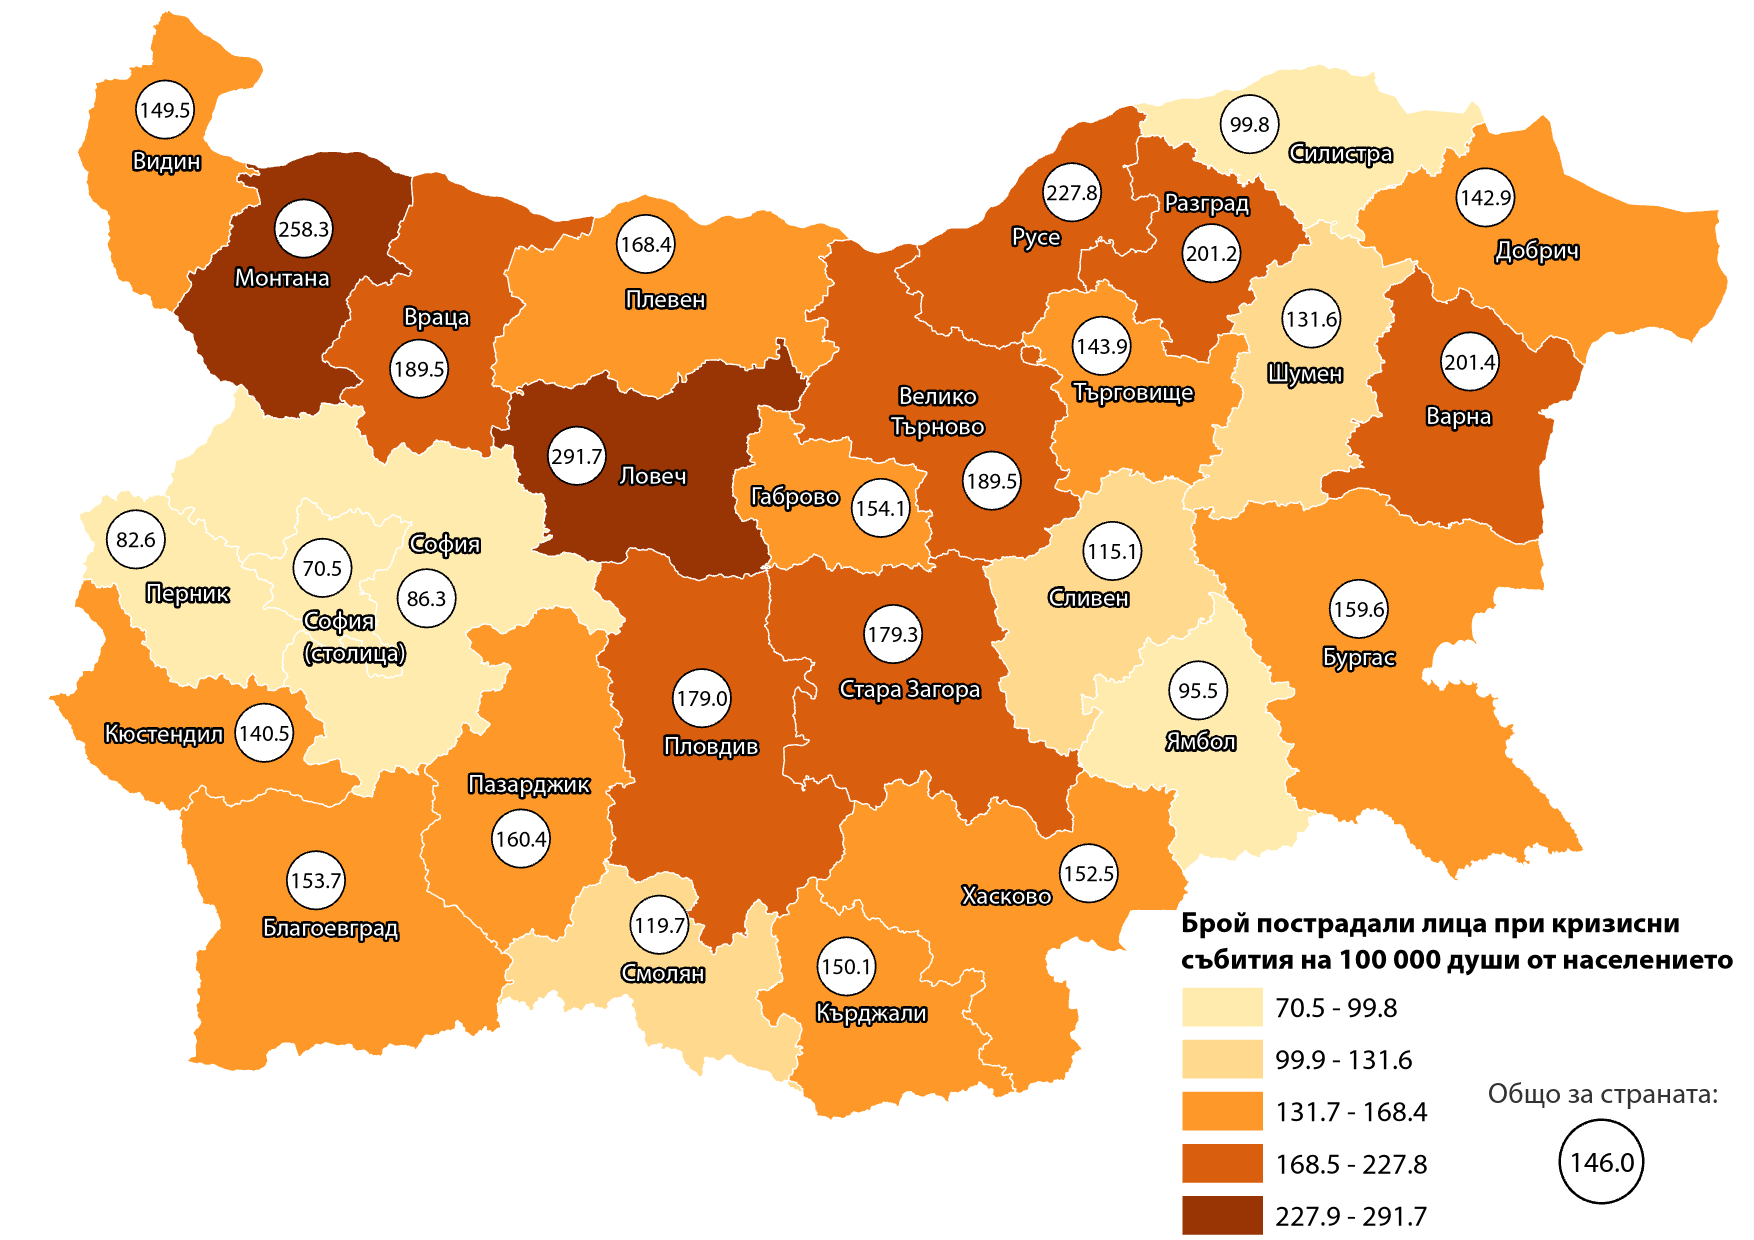 149.5
Видин
99.8
Силистра
227.8
Русе
Разград
201.2
142.9
Добрич
258.3
Монтана
168.4
Плевен
Враца
189.5
143.9
Търговище
131.6
Шумен
201.4
Варна
Велико
Търново
189.5
291.7
Ловеч
Габрово
154.1
82.6
Перник
70.5
София
(столица)
София
86.3
115.1
Сливен
159.6
Бургас
179.3
Стара Загора
179.0
Пловдив
95.5
Ямбол
Кюстендил
140.5
Пазарджик
160.4
153.7
Благоевград
Хасково
152.5
119.7
Смолян
150.1
Кърджали
Брой пострадали лица при кризисни
събития на 100 000 души от населението
70.5 - 99.8
99.9 - 131.6
131.7 - 168.4
168.5 - 227.8
227.9 - 291.7
Общо за страната:
146.0